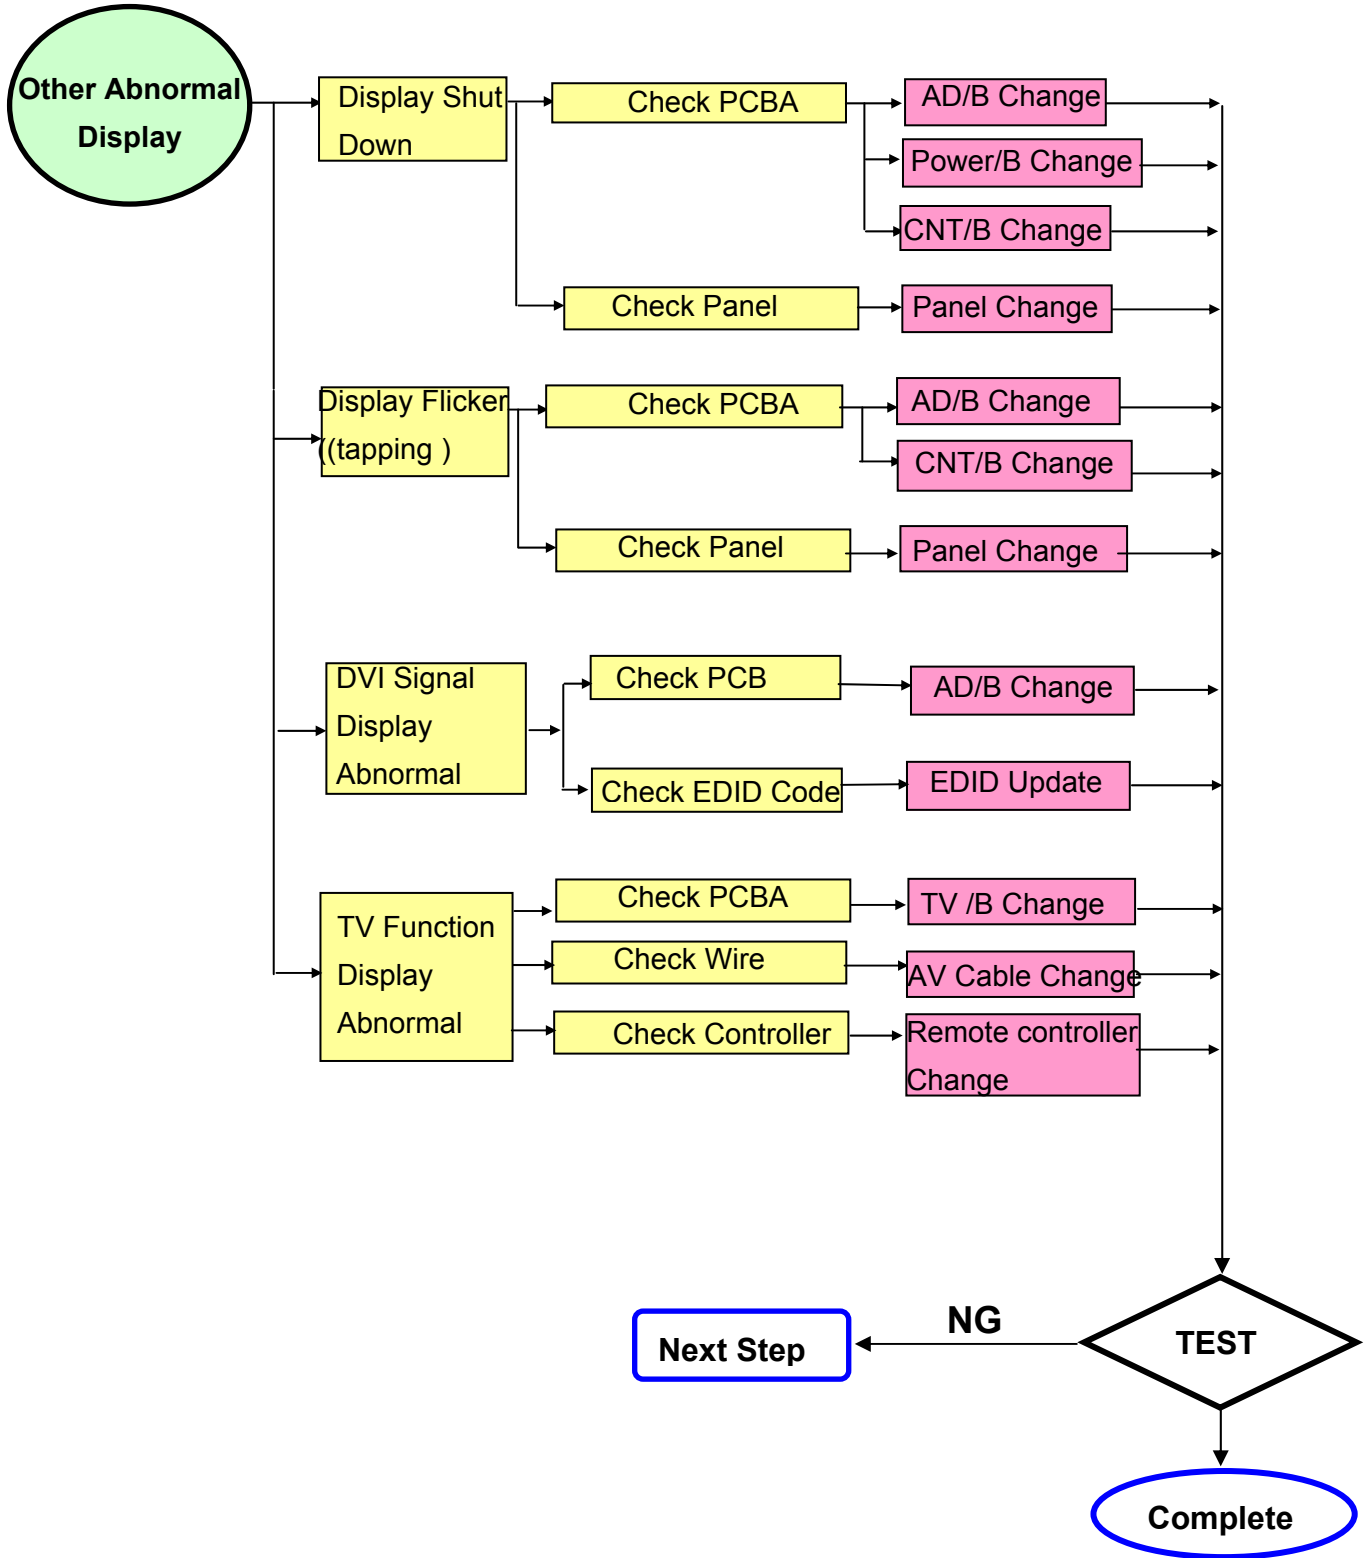 Other Abnormal
Display
Display Shut
Down
Check PCBA
AD/B Change
Power/B Change
CNT/B Change
Check Panel
Panel Change
Display Flicker
((tapping )
Check PCBA
AD/B Change
CNT/B Change
Check Panel
Panel Change
DVI Signal
Display
Abnormal
Check PCB
AD/B Change
Check EDID Code
EDID Update
TV Function
Display
Abnormal
Check PCBA
TV /B Change
Check Wire
AV Cable Change
Check Controller
Remote controller
Change
TEST
NG
Next Step
Complete